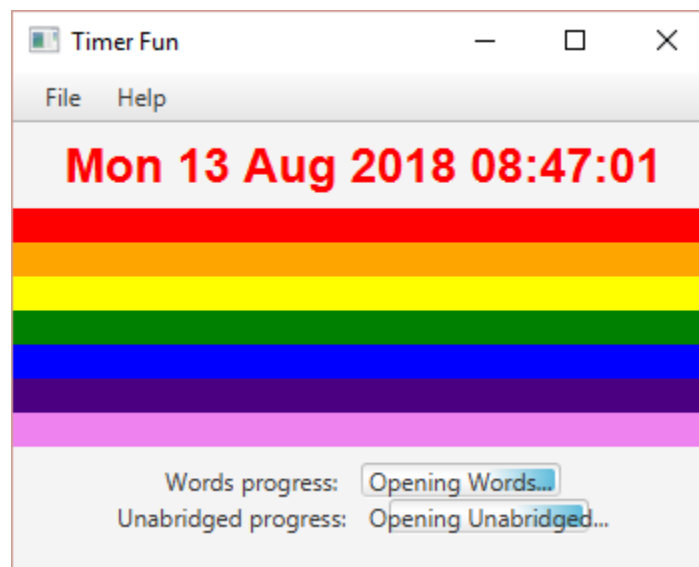 Timer Fun
File Help
Mon 13 Aug 2018 08:47:01
Words progress: Opening Words...
Unabridged progress: Opening Unabridged...